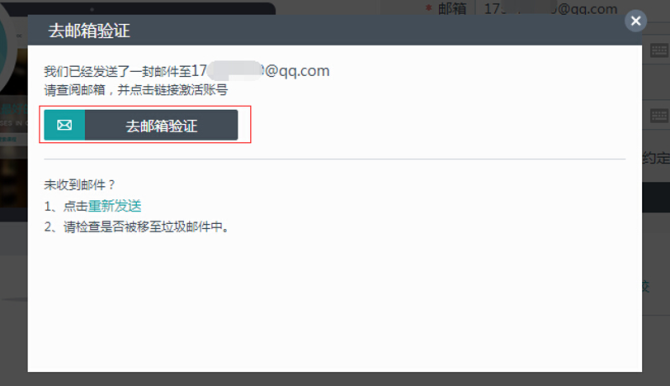 * 邮箱 17 @qq.com
去邮箱验证
我们已经发送了一封邮件至17 @qq.com
请查阅邮箱，并点击链接激活账号
去邮箱验证
约定
未收到邮件？
1、点击重新发送
2、请检查是否被移至垃圾邮件中。